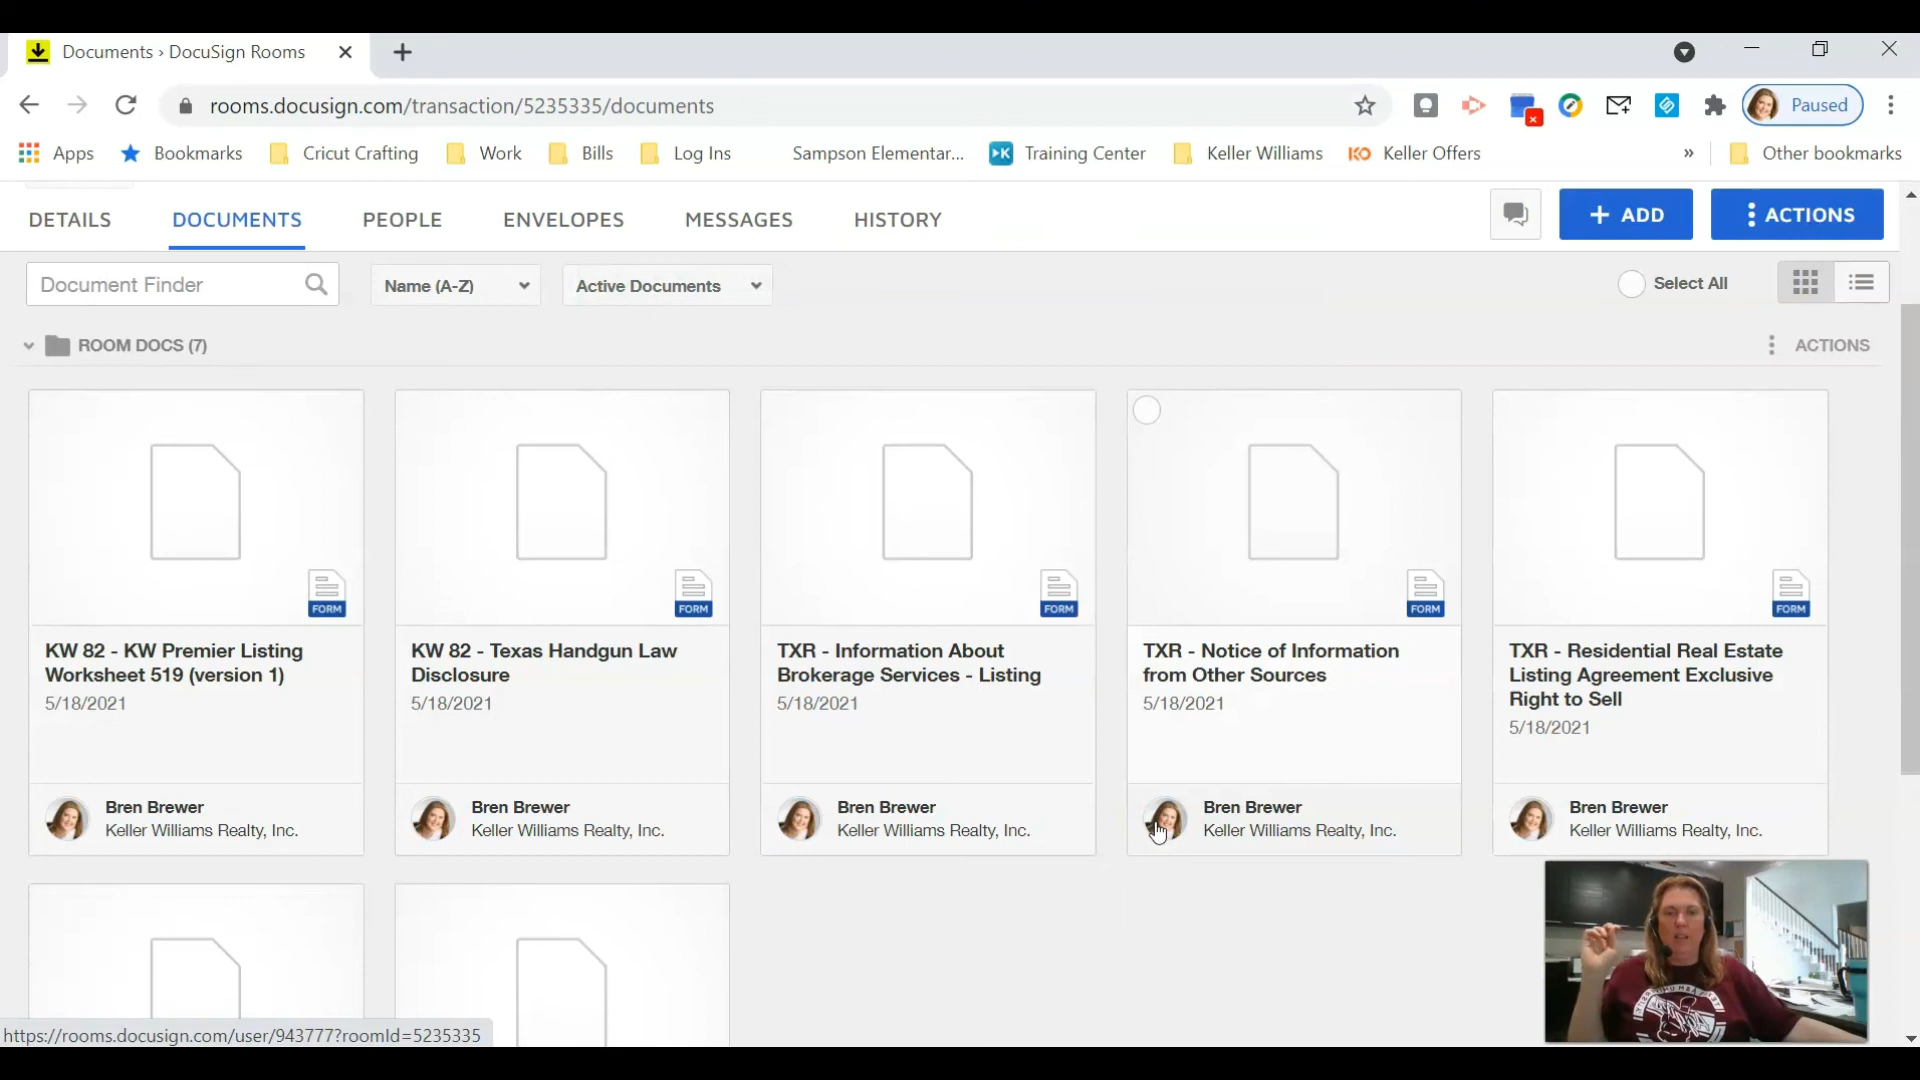 Documents › DocuSign Rooms
rooms.docusign.com/transaction/5235335/documents
Paused
Apps Bookmarks Cricut Crafting Work Bills Log Ins Sampson Elementar... Training Center Keller Williams KO Keller Offers » Other bookmarks
DETAILS DOCUMENTS PEOPLE ENVELOPES MESSAGES HISTORY + ADD ACTIONS
Document Finder Name (A-Z) Active Documents Select All
ROOM DOCS (7) ACTIONS
FORM FORM FORM FORM FORM
KW 82 - KW Premier Listing
Worksheet 519 (version 1)
5/18/2021
Bren Brewer
Keller Williams Realty, Inc.
KW 82 - Texas Handgun Law
Disclosure
5/18/2021
Bren Brewer
Keller Williams Realty, Inc.
TXR - Information About
Brokerage Services - Listing
5/18/2021
Bren Brewer
Keller Williams Realty, Inc.
TXR - Notice of Information
from Other Sources
5/18/2021
Bren Brewer
Keller Williams Realty, Inc.
TXR - Residential Real Estate
Listing Agreement Exclusive
Right to Sell
5/18/2021
Bren Brewer
Keller Williams Realty, Inc.
https://rooms.docusign.com/user/943777?roomId=5235335